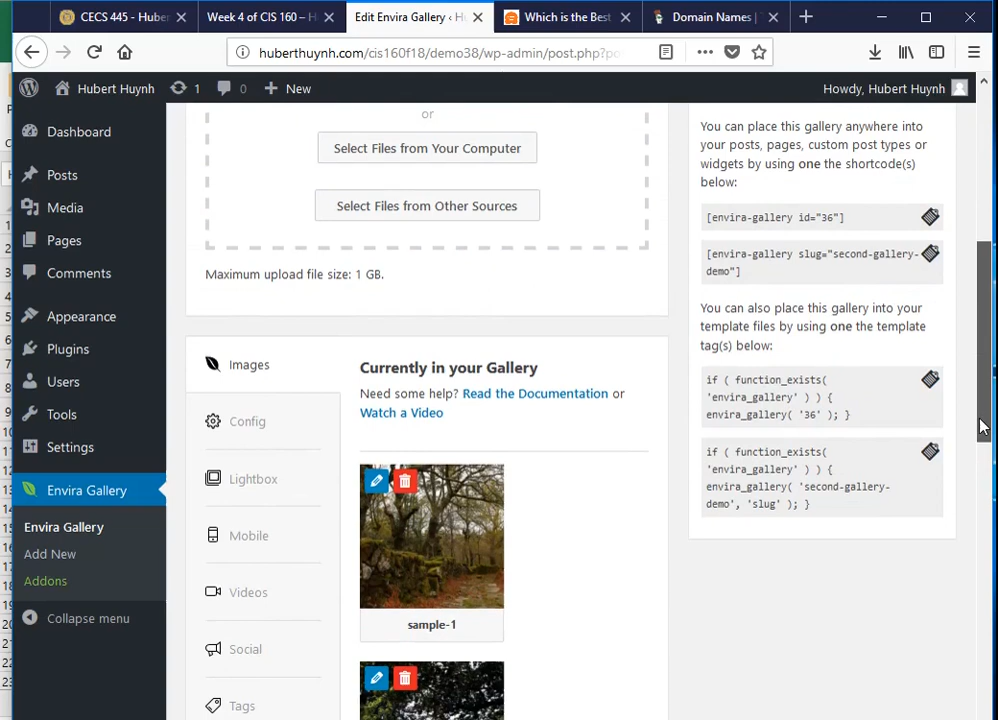 CECS 445 - Huber
Week 4 of CIS 160 –
Edit Envira Gallery ‹ H
Which is the Best
Domain Names |
huberthuynh.com/cis160f18/demo38/wp-admin/post.php?po
Hubert Huynh
1
0
New
Howdy, Hubert Huynh
Dashboard
Posts
Media
Pages
Comments
Appearance
Plugins
Users
Tools
Settings
Envira Gallery
Envira Gallery
Add New
Addons
Collapse menu
or
Select Files from Your Computer
Select Files from Other Sources
Maximum upload file size: 1 GB.
Images
Config
Lightbox
Mobile
Videos
Social
Tags
Currently in your Gallery
Need some help? Read the Documentation or
Watch a Video
sample-1
You can place this gallery anywhere into
your posts, pages, custom post types or
widgets by using one the shortcode(s)
below:
[envira-gallery id="36"]
[envira-gallery slug="second-gallery-
demo"]
You can also place this gallery into your
template files by using one the template
tag(s) below:
if ( function_exists(
'envira_gallery' ) ) {
envira_gallery( '36' ); }
if ( function_exists(
'envira_gallery' ) ) {
envira_gallery( 'second-gallery-
demo', 'slug' ); }